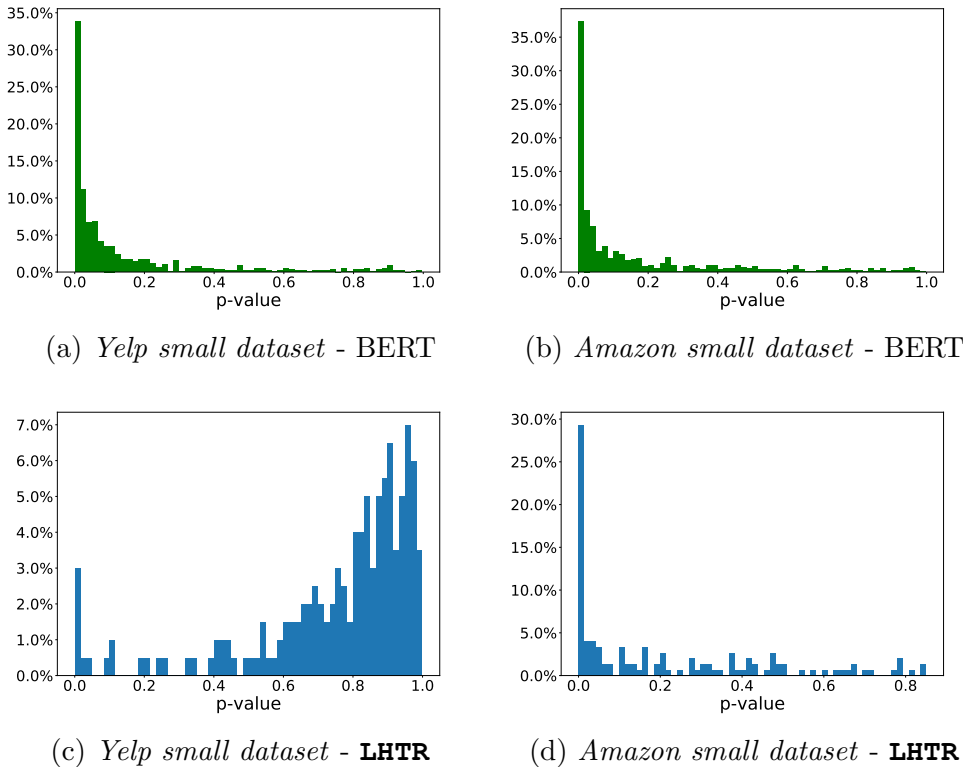 35.0%
30.0%
25.0%
20.0%
15.0%
10.0%
5.0%
0.0%
0.0 0.2 0.4 0.6 0.8 1.0
p-value
(a) Yelp small dataset - BERT
35.0%
30.0%
25.0%
20.0%
15.0%
10.0%
5.0%
0.0%
0.0 0.2 0.4 0.6 0.8 1.0
p-value
(b) Amazon small dataset - BERT
7.0%
6.0%
5.0%
4.0%
3.0%
2.0%
1.0%
0.0%
0.0 0.2 0.4 0.6 0.8 1.0
p-value
(c) Yelp small dataset - LHTR
30.0%
25.0%
20.0%
15.0%
10.0%
5.0%
0.0%
0.0 0.2 0.4 0.6 0.8
p-value
(d) Amazon small dataset - LHTR